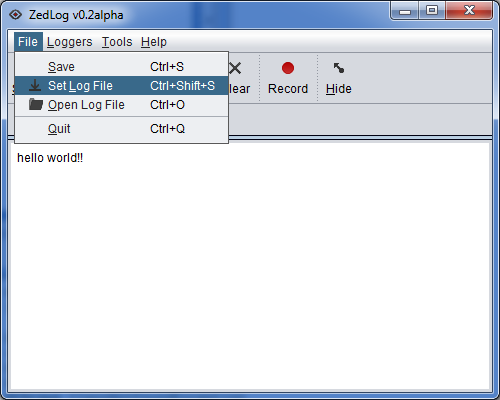 ZedLog v0.2alpha
File Loggers Tools Help
Save Ctrl+S
Set Log File Ctrl+Shift+S
Open Log File Ctrl+O
Quit Ctrl+Q
Record Hide
hello world!!